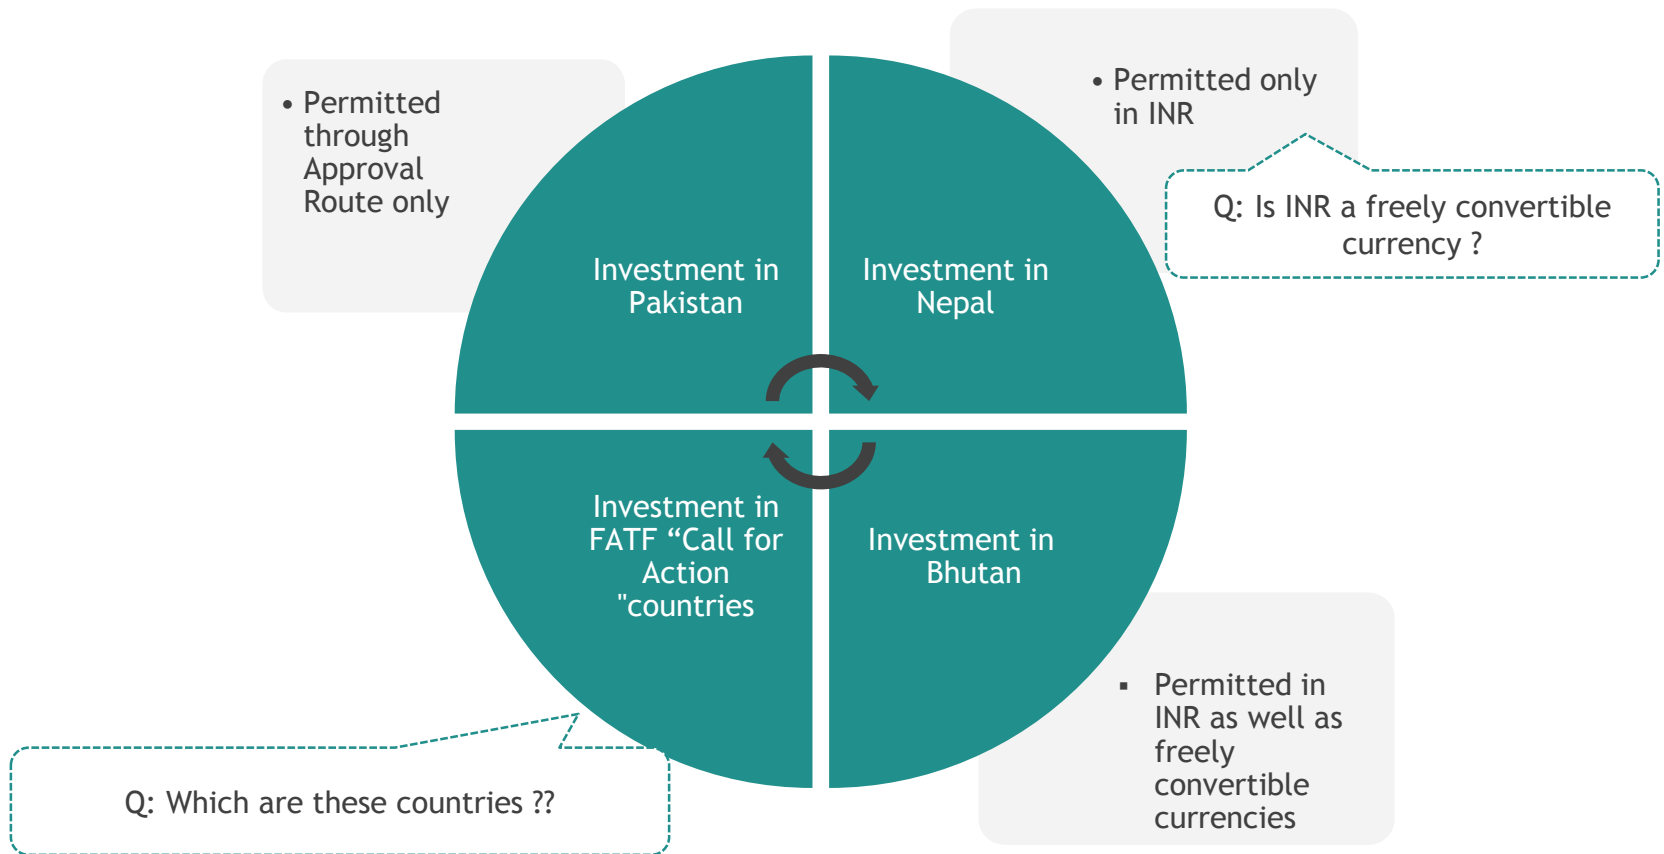 • Permitted
through
Approval
Route only
• Permitted only
in INR
Q: Is INR a freely convertible
currency ?
Investment in
Pakistan
Investment in
Nepal
Investment in
FATF “Call for
Action
"countries
Investment in
Bhutan
▪ Permitted in
INR as well as
freely
convertible
currencies
Q: Which are these countries ??